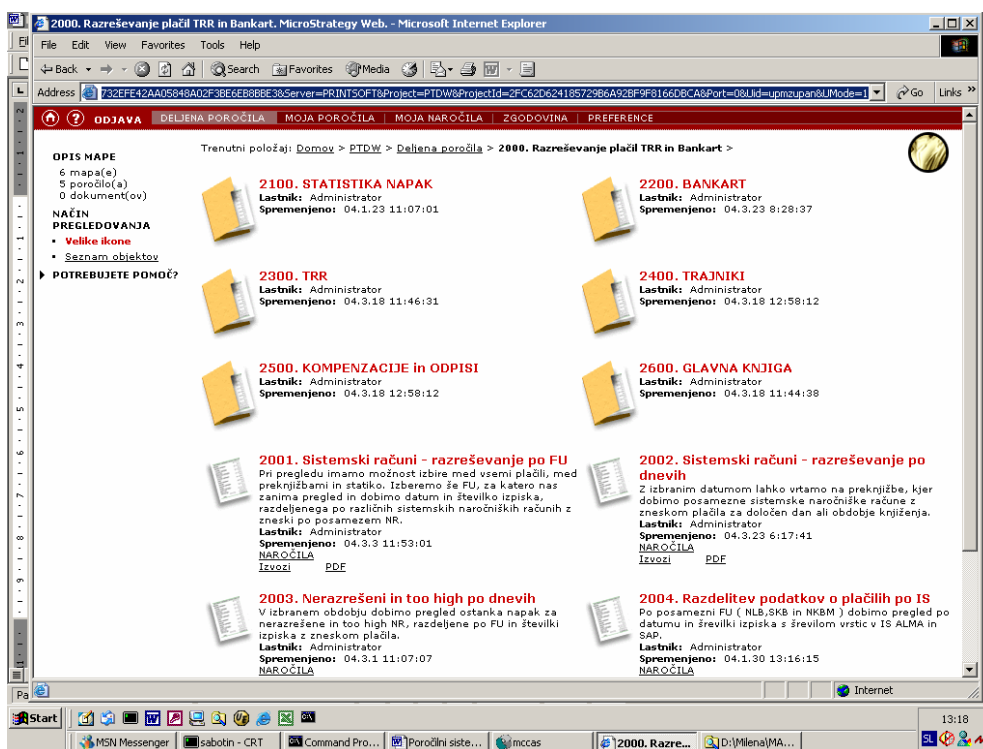 2000. Razreševanje plačil TRR in Bankart. MicroStrategy Web. - Microsoft Internet Explorer
File Edit View Favorites Tools Help
Back Search Favorites Media
Address 732EFE42AA05848A02F3BE6EB8BBE3&Server=PRINTSOFT&Project=PTDW&ProjectId=2FC62D624185729B6A92BF9F8166DBCA&Port=0&Uid=upmzupan&UMode=1 Go Links »
ODJAVA DELJENA POROČILA | MOJA POROČILA | MOJA NAROČILA | ZGODOVINA | PREFERENCE
Trenutni položaj: Domov > PTDW > Deljena poročila > 2000. Razreševanje plačil TRR in Bankart >
OPIS MAPE
6 mapa(e)
5 poročilo(a)
0 dokument(ov)
NAČIN
PREGLEDOVANJA
Velike ikone
Seznam objektov
POTREBUJETE POMOČ?
2100. STATISTIKA NAPAK
Lastnik: Administrator
Spremenjeno: 04.1.23 11:07:01
2200. BANKART
Lastnik: Administrator
Spremenjeno: 04.3.23 8:28:37
2300. TRR
Lastnik: Administrator
Spremenjeno: 04.3.18 11:46:31
2400. TRAJNIKI
Lastnik: Administrator
Spremenjeno: 04.3.18 12:58:12
2500. KOMPENZACIJE in ODPISI
Lastnik: Administrator
Spremenjeno: 04.3.18 12:58:12
2600. GLAVNA KNJIGA
Lastnik: Administrator
Spremenjeno: 04.3.18 11:44:38
2001. Sistemski računi - razreševanje po FU
Pri pregledu imamo možnost izbire med vsemi plačili, med
preknjižbami in statiko. Izberemo še FU, za katero nas
zanima pregled in dobimo datum in številko izpiska,
razdeljenega po različnih sistemskih naročniških računih z
zneski po posamezem NR.
Lastnik: Administrator
Spremenjeno: 04.3.3 11:53:01
NAROČILA
Izvozi PDF
2002. Sistemski računi - razreševanje po
dnevih
Z izbranim datumom lahko vrtamo na preknjižbe, kjer
dobimo posamezne sistemske naročniške račune z
zneskom plačila za določen dan ali obdobje knjiženja.
Lastnik: Administrator
Spremenjeno: 04.3.23 6:17:41
NAROČILA
Izvozi PDF
2003. Nerazrešeni in too high po dnevih
V izbranem obdobju dobimo pregled ostanka napak za
nerazrešene in too high NR, razdeljene po FU in številki
izpiska z zneskom plačila.
Lastnik: Administrator
Spremenjeno: 04.3.1 11:07:07
NAROČILA
2004. Razdelitev podatkov o plačilih po IS
Po posamezni FU ( NLB,SKB in NKBM ) dobimo pregled po
datumu in šrevilki izpiska s šrevilom vrstic v IS ALMA in
SAP.
Lastnik: Administrator
Spremenjeno: 04.1.30 13:16:15
NAROČILA
Pa Internet
Start 13:18
MSN Messenger sabotin - CRT Command Pro... Poročilni siste... mccas 2000. Razre... D:\Milena\MA... SL